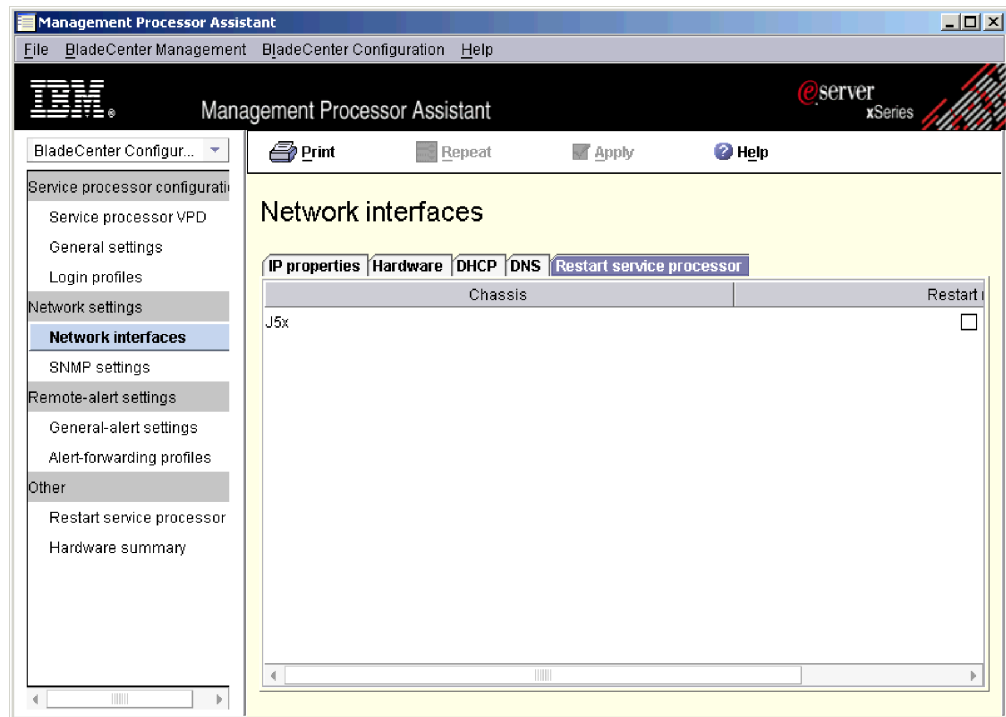 Management Processor Assistant
File BladeCenter Management BladeCenter Configuration Help
IBM®
Management Processor Assistant
eserver
xSeries
BladeCenter Configur...
Print Repeat Apply Help
Service processor configurati
Service processor VPD
General settings
Login profiles
Network settings
Network interfaces
SNMP settings
Remote-alert settings
General-alert settings
Alert-forwarding profiles
Other
Restart service processor
Hardware summary
Network interfaces
IP properties Hardware DHCP DNS Restart service processor
Chassis Restart
J5x